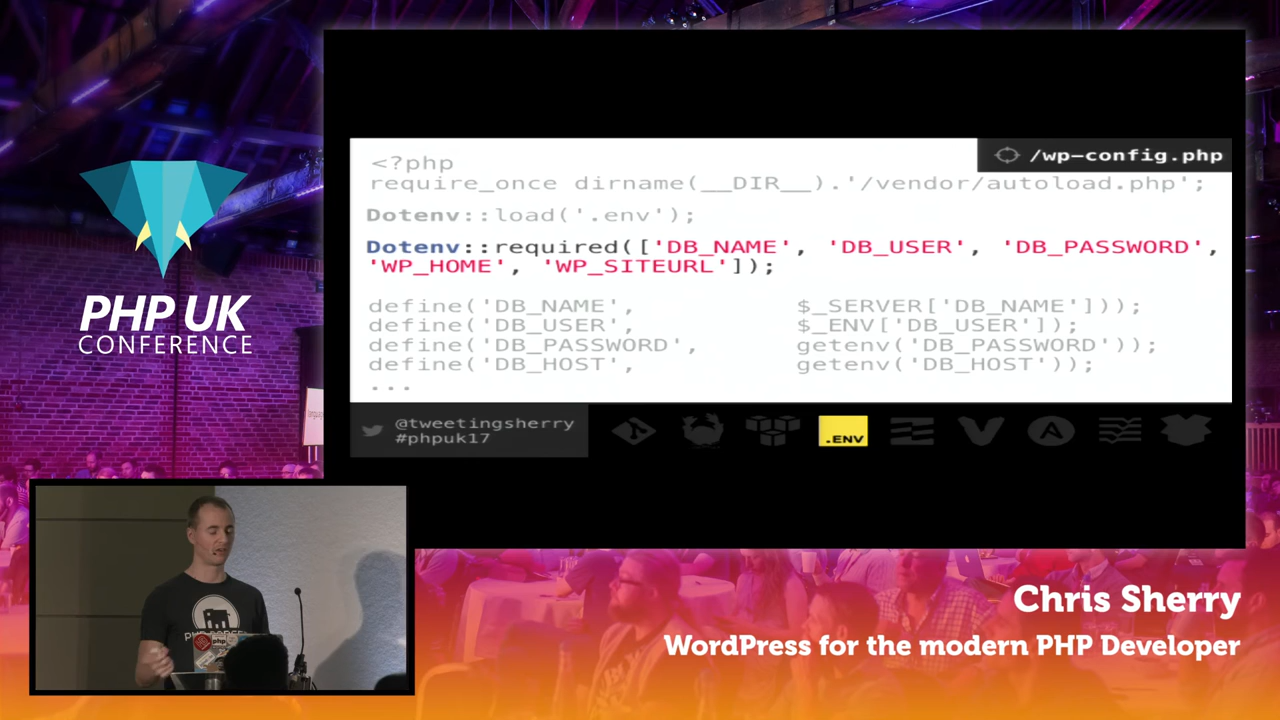 /wp-config.php
<?php
require_once dirname(__DIR__).'/vendor/autoload.php';
Dotenv::load('.env');
Dotenv::required(['DB_NAME', 'DB_USER', 'DB_PASSWORD',
'WP_HOME', 'WP_SITEURL']);
define('DB_NAME', $_SERVER['DB_NAME']));
define('DB_USER', $_ENV['DB_USER']);
define('DB_PASSWORD', getenv('DB_PASSWORD'));
define('DB_HOST', getenv('DB_HOST'));
...
@tweetingsherry
#phpuk17
.ENV
PHP UK
CONFERENCE
Chris Sherry
WordPress for the modern PHP Developer